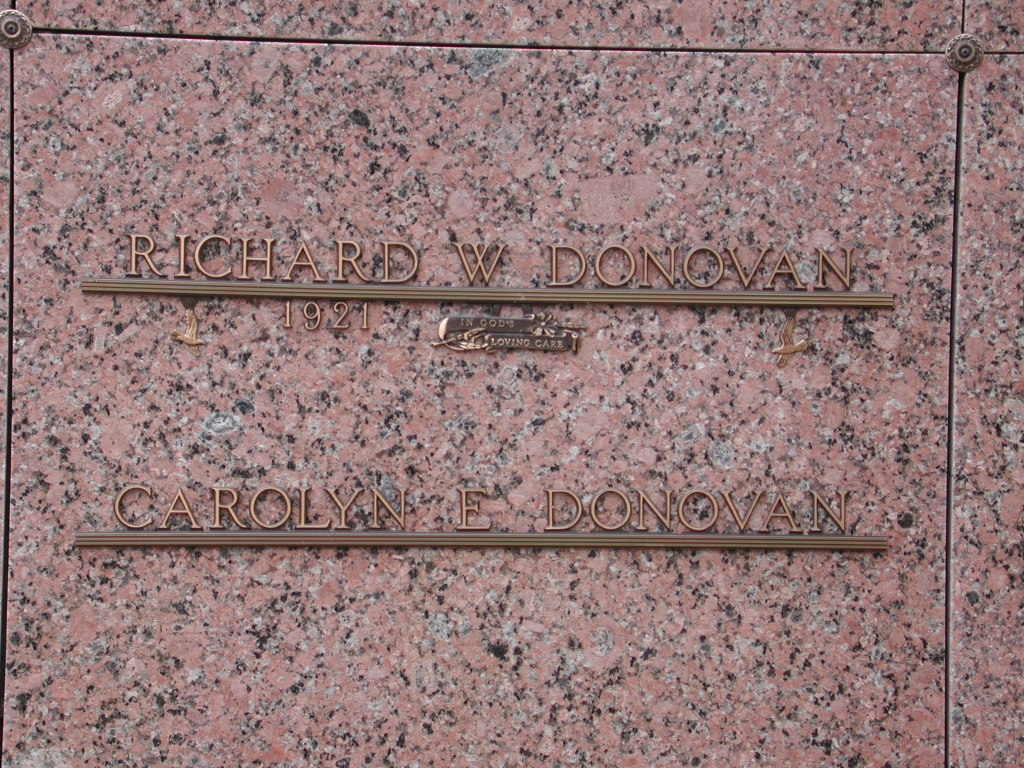 RICHARD W DONOVAN
1921
IN GOD'S
LOVING CARE
CAROLYN E DONOVAN